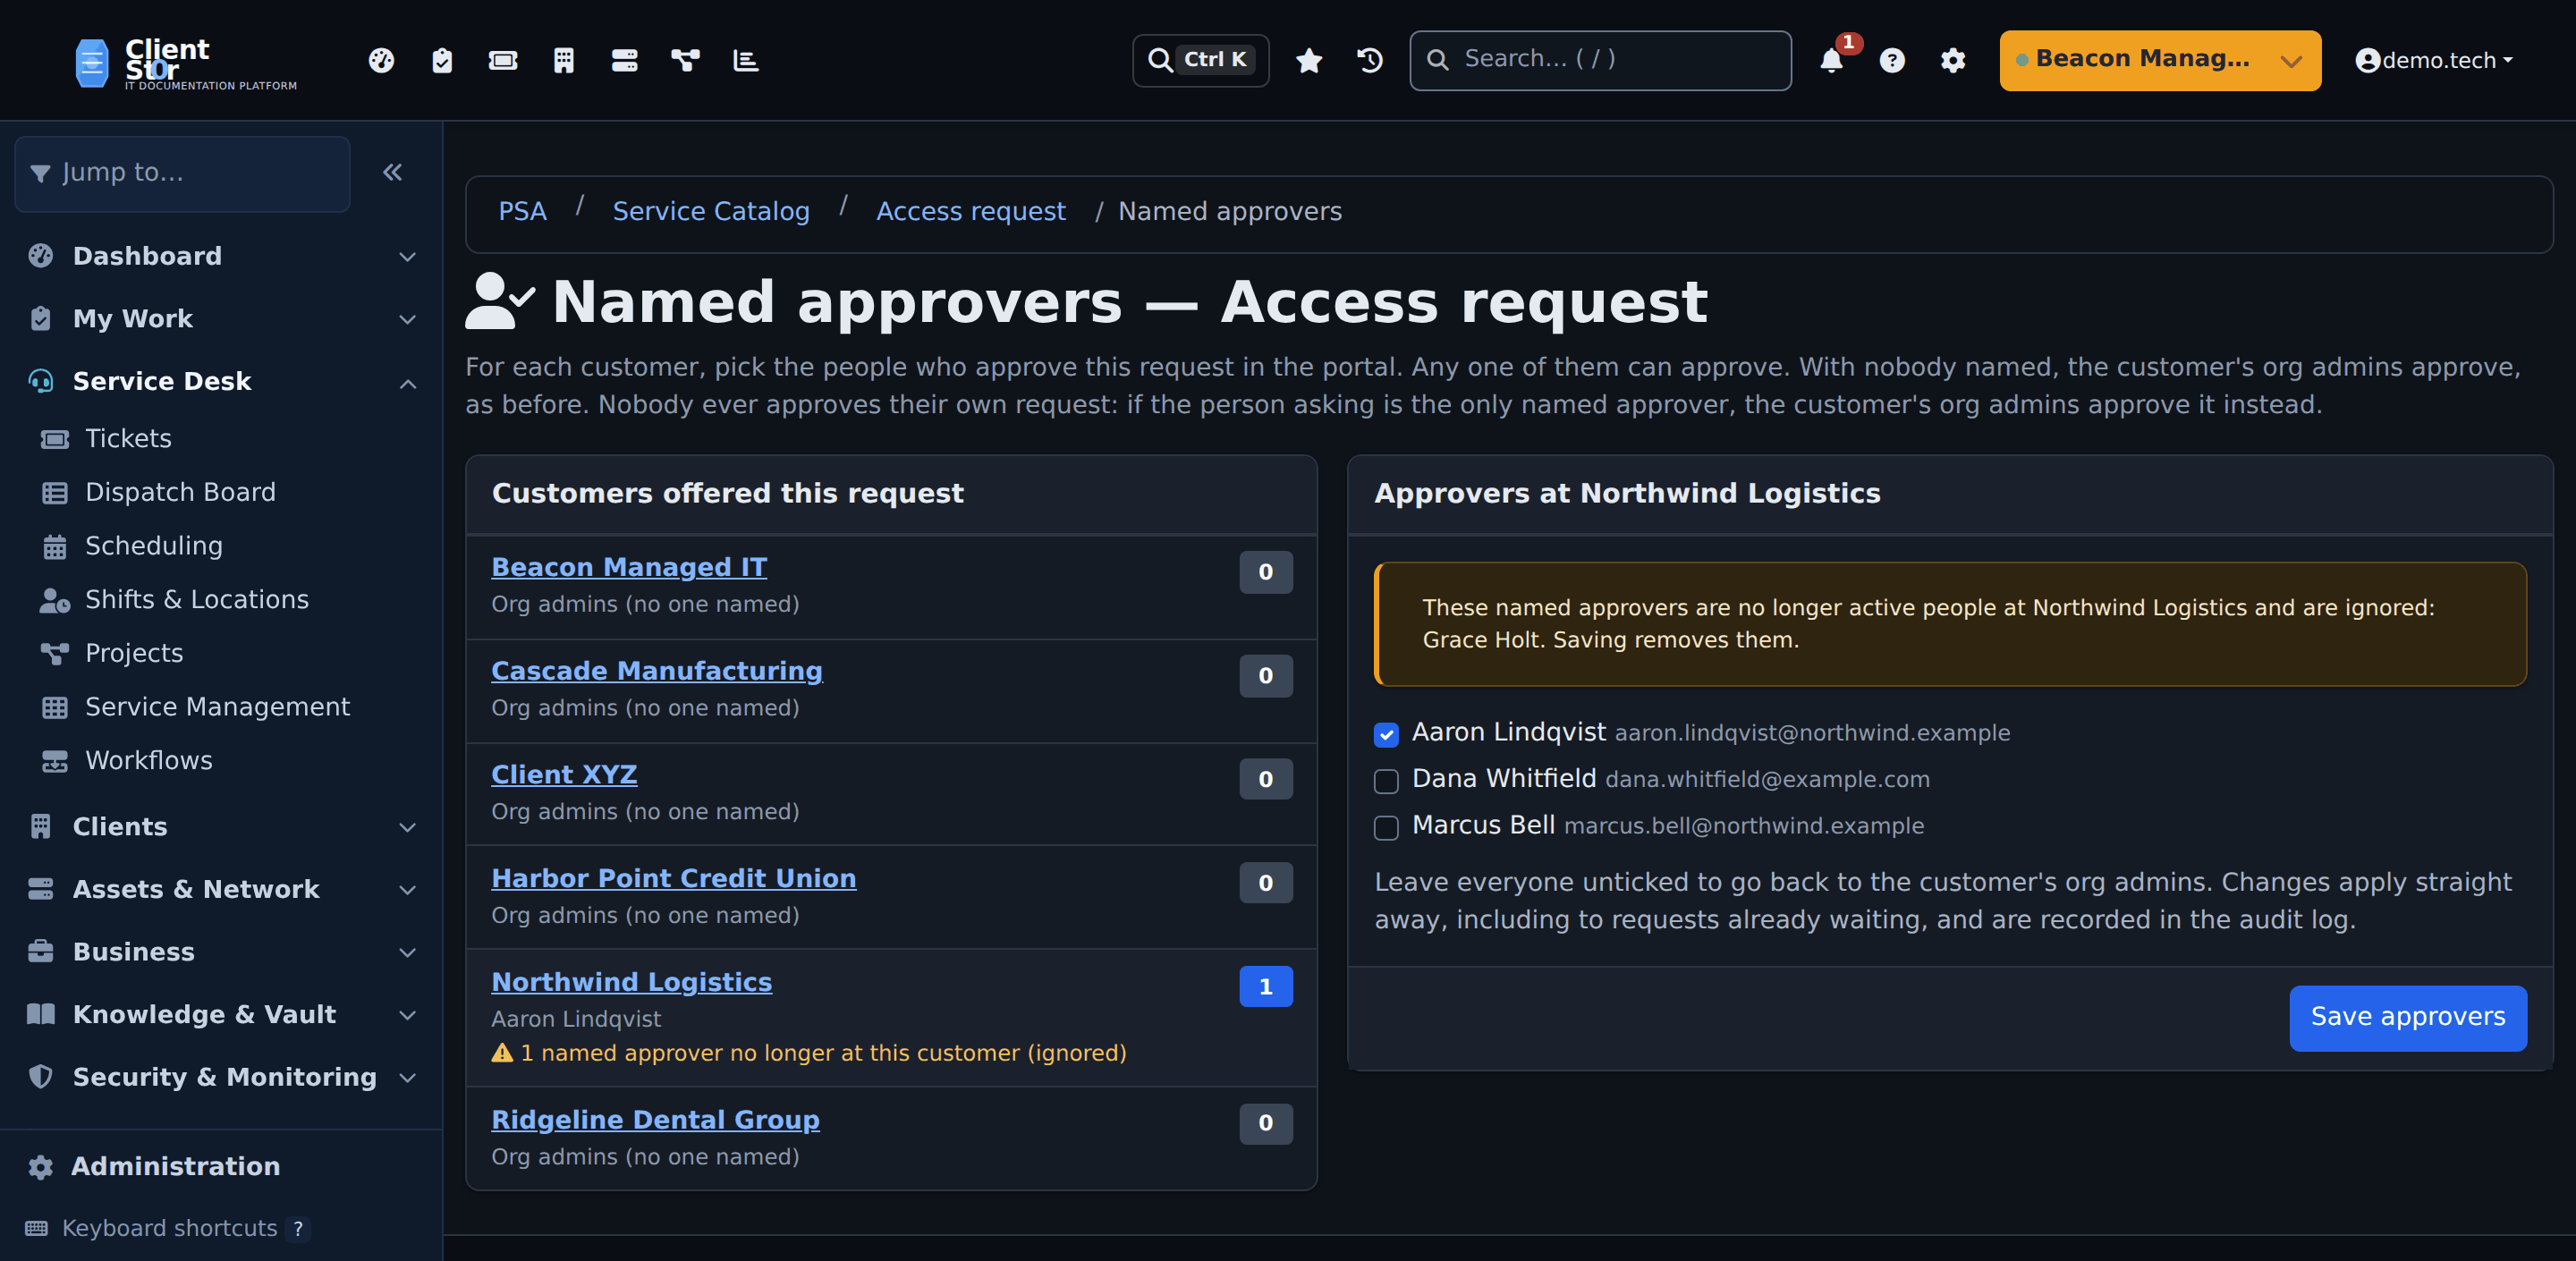 Client
St0r
IT DOCUMENTATION PLATFORM
Ctrl K
Search... ( / )
1
Beacon Manag...
demo.tech
Jump to...
Dashboard
My Work
Service Desk
Tickets
Dispatch Board
Scheduling
Shifts & Locations
Projects
Service Management
Workflows
Clients
Assets & Network
Business
Knowledge & Vault
Security & Monitoring
Administration
Keyboard shortcuts ?
PSA / Service Catalog / Access request / Named approvers
Named approvers — Access request
For each customer, pick the people who approve this request in the portal. Any one of them can approve. With nobody named, the customer's org admins approve,
as before. Nobody ever approves their own request: if the person asking is the only named approver, the customer's org admins approve it instead.
Customers offered this request
Beacon Managed IT 0
Org admins (no one named)
Cascade Manufacturing 0
Org admins (no one named)
Client XYZ 0
Org admins (no one named)
Harbor Point Credit Union 0
Org admins (no one named)
Northwind Logistics 1
Aaron Lindqvist
1 named approver no longer at this customer (ignored)
Ridgeline Dental Group 0
Org admins (no one named)
Approvers at Northwind Logistics
These named approvers are no longer active people at Northwind Logistics and are ignored:
Grace Holt. Saving removes them.
Aaron Lindqvist aaron.lindqvist@northwind.example
Dana Whitfield dana.whitfield@example.com
Marcus Bell marcus.bell@northwind.example
Leave everyone unticked to go back to the customer's org admins. Changes apply straight
away, including to requests already waiting, and are recorded in the audit log.
Save approvers